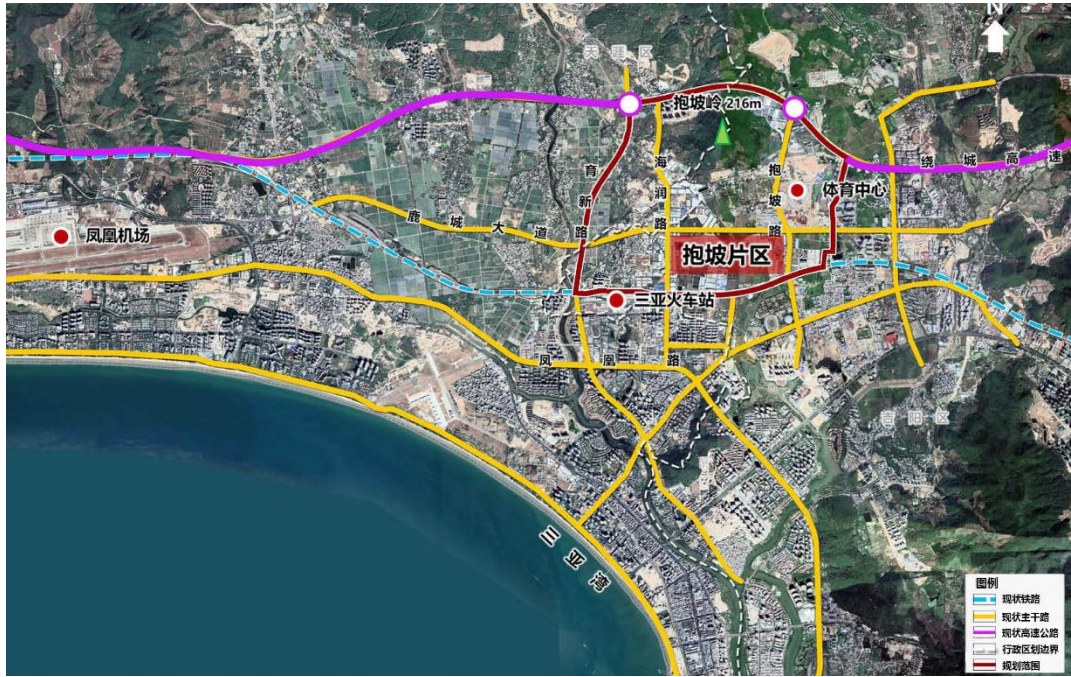 N
天涯区
抱坡岭 216m
绕城高速
育新路
海润路
抱坡路
体育中心
鹿城大道
凤凰机场
抱坡片区
三亚火车站
凤凰路
吉阳区
三亚湾
图例
现状铁路
现状主干路
现状高速公路
行政区划边界
规划范围